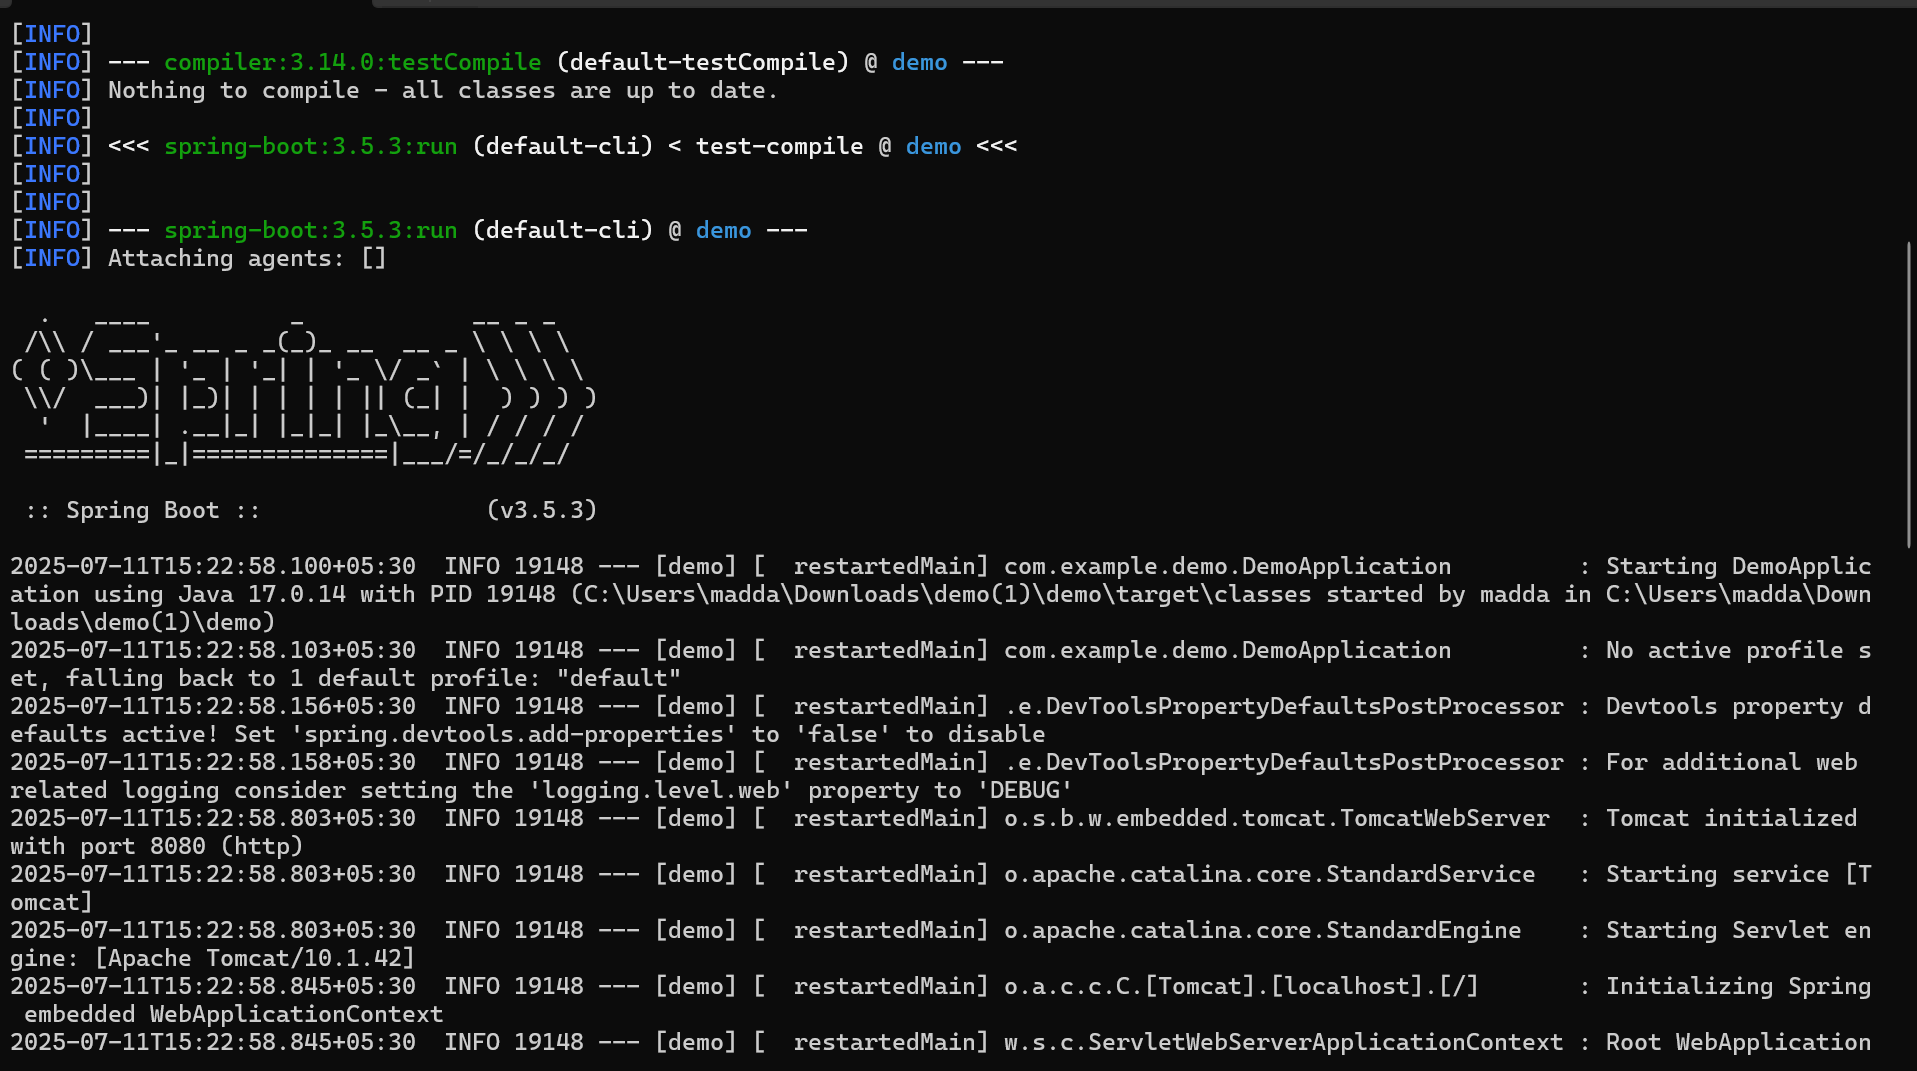 [INFO]
[INFO] --- compiler:3.14.0:testCompile (default-testCompile) @ demo ---
[INFO] Nothing to compile - all classes are up to date.
[INFO]
[INFO] <<< spring-boot:3.5.3:run (default-cli) < test-compile @ demo <<<
[INFO]
[INFO]
[INFO] --- spring-boot:3.5.3:run (default-cli) @ demo ---
[INFO] Attaching agents: []

  .   ____          _            __ _ _
 /\\ / ___'_ __ _ _(_)_ __  __ _ \ \ \ \
( ( )\___ | '_ | '_| | '_ \/ _` | \ \ \ \
 \\/  ___)| |_)| | | | | || (_| |  ) ) ) )
  '  |____| .__|_| |_|_| |_\__, | / / / /
 =========|_|==============|___/=/_/_/_/

 :: Spring Boot ::                (v3.5.3)

2025-07-11T15:22:58.100+05:30  INFO 19148 --- [demo] [  restartedMain] com.example.demo.DemoApplication         : Starting DemoApplic
ation using Java 17.0.14 with PID 19148 (C:\Users\madda\Downloads\demo(1)\demo\target\classes started by madda in C:\Users\madda\Down
loads\demo(1)\demo)
2025-07-11T15:22:58.103+05:30  INFO 19148 --- [demo] [  restartedMain] com.example.demo.DemoApplication         : No active profile s
et, falling back to 1 default profile: "default"
2025-07-11T15:22:58.156+05:30  INFO 19148 --- [demo] [  restartedMain] .e.DevToolsPropertyDefaultsPostProcessor : Devtools property d
efaults active! Set 'spring.devtools.add-properties' to 'false' to disable
2025-07-11T15:22:58.158+05:30  INFO 19148 --- [demo] [  restartedMain] .e.DevToolsPropertyDefaultsPostProcessor : For additional web
related logging consider setting the 'logging.level.web' property to 'DEBUG'
2025-07-11T15:22:58.803+05:30  INFO 19148 --- [demo] [  restartedMain] o.s.b.w.embedded.tomcat.TomcatWebServer  : Tomcat initialized
with port 8080 (http)
2025-07-11T15:22:58.803+05:30  INFO 19148 --- [demo] [  restartedMain] o.apache.catalina.core.StandardService   : Starting service [T
omcat]
2025-07-11T15:22:58.803+05:30  INFO 19148 --- [demo] [  restartedMain] o.apache.catalina.core.StandardEngine    : Starting Servlet en
gine: [Apache Tomcat/10.1.42]
2025-07-11T15:22:58.845+05:30  INFO 19148 --- [demo] [  restartedMain] o.a.c.c.C.[Tomcat].[localhost].[/]       : Initializing Spring
 embedded WebApplicationContext
2025-07-11T15:22:58.845+05:30  INFO 19148 --- [demo] [  restartedMain] w.s.c.ServletWebServerApplicationContext : Root WebApplication